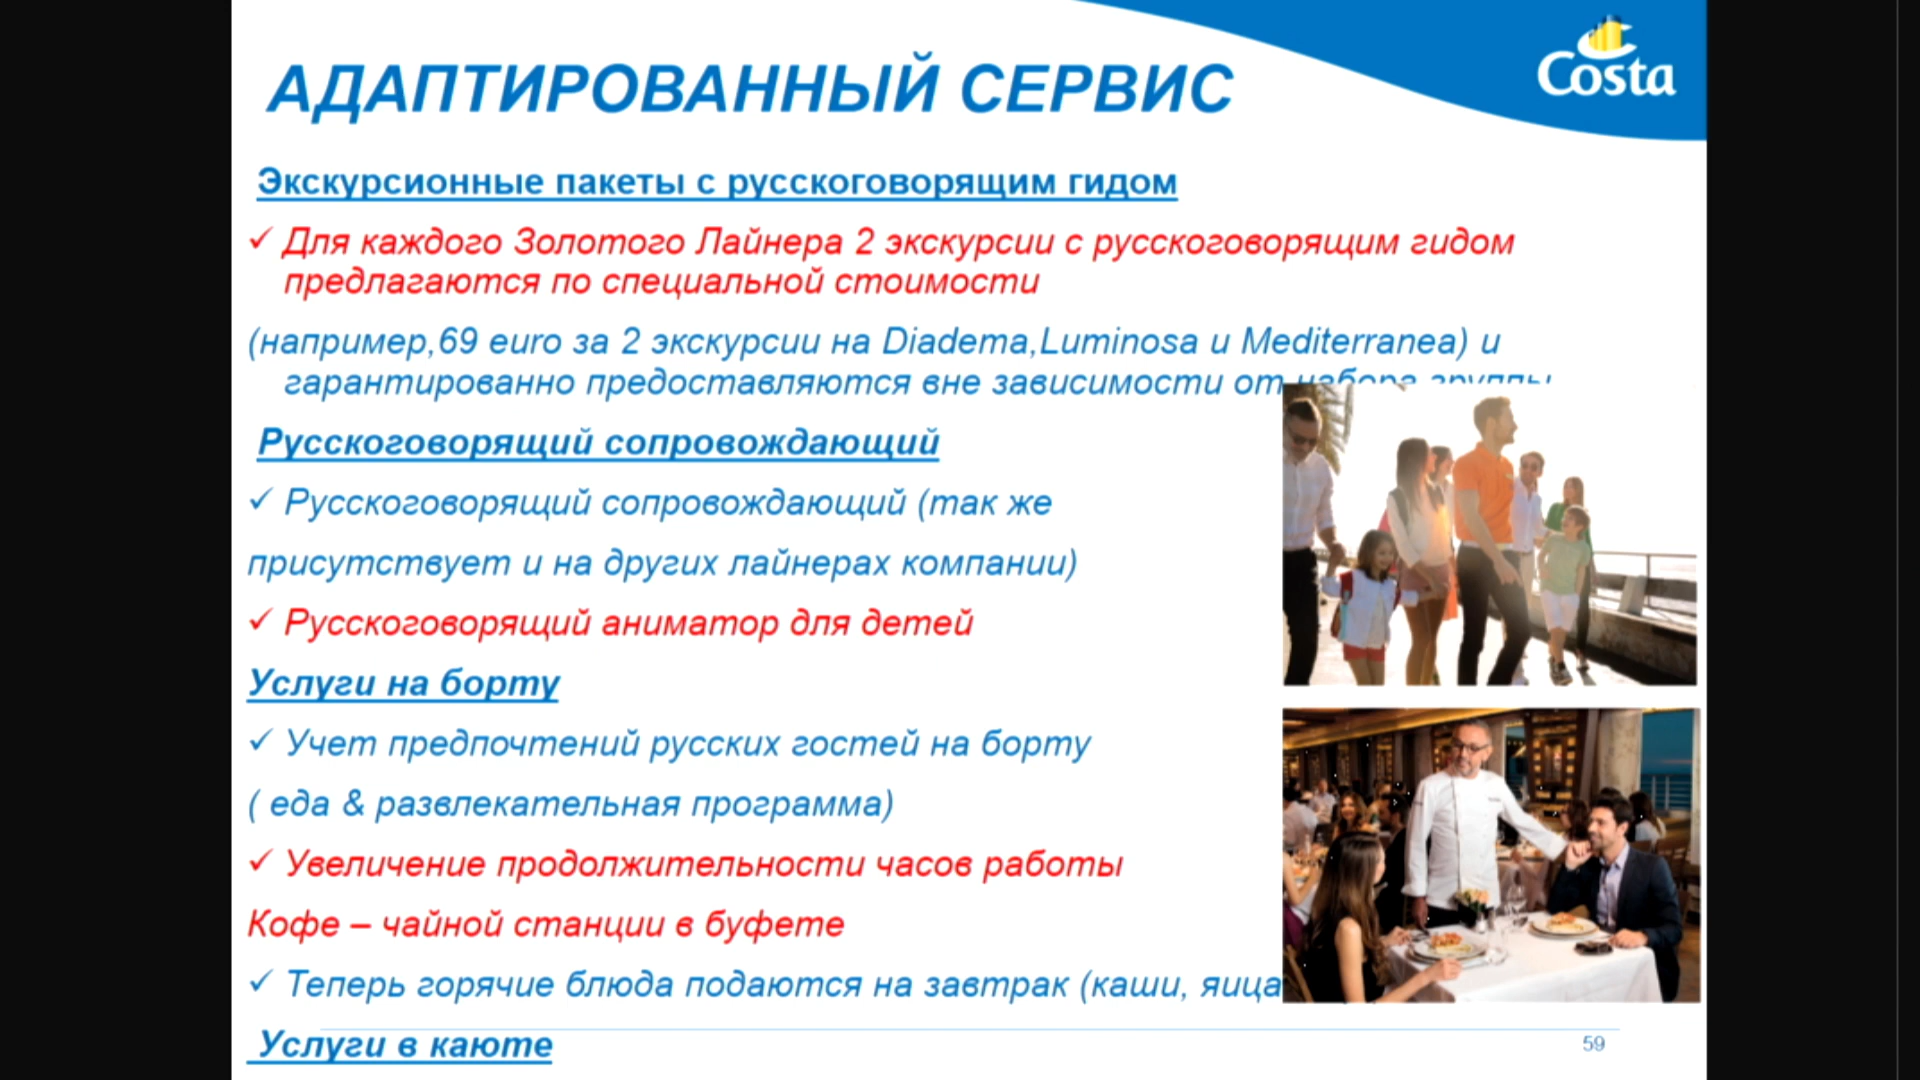 АДАПТИРОВАННЫЙ СЕРВИС
Costa
Экскурсионные пакеты с русскоговорящим гидом
✓ Для каждого Золотого Лайнера 2 экскурсии с русскоговорящим гидом
предлагаются по специальной стоимости
(например,69 euro за 2 экскурсии на Diadema,Luminosa и Mediterranea) и
гарантированно предоставляются вне зависимости от набора группы
Русскоговорящий сопровождающий
✓ Русскоговорящий сопровождающий (так же
присутствует и на других лайнерах компании)
✓ Русскоговорящий аниматор для детей
Услуги на борту
✓ Учет предпочтений русских гостей на борту
( еда & развлекательная программа)
✓ Увеличение продолжительности часов работы
Кофе – чайной станции в буфете
✓ Теперь горячие блюда подаются на завтрак (каши, яица
Услуги в каюте
59